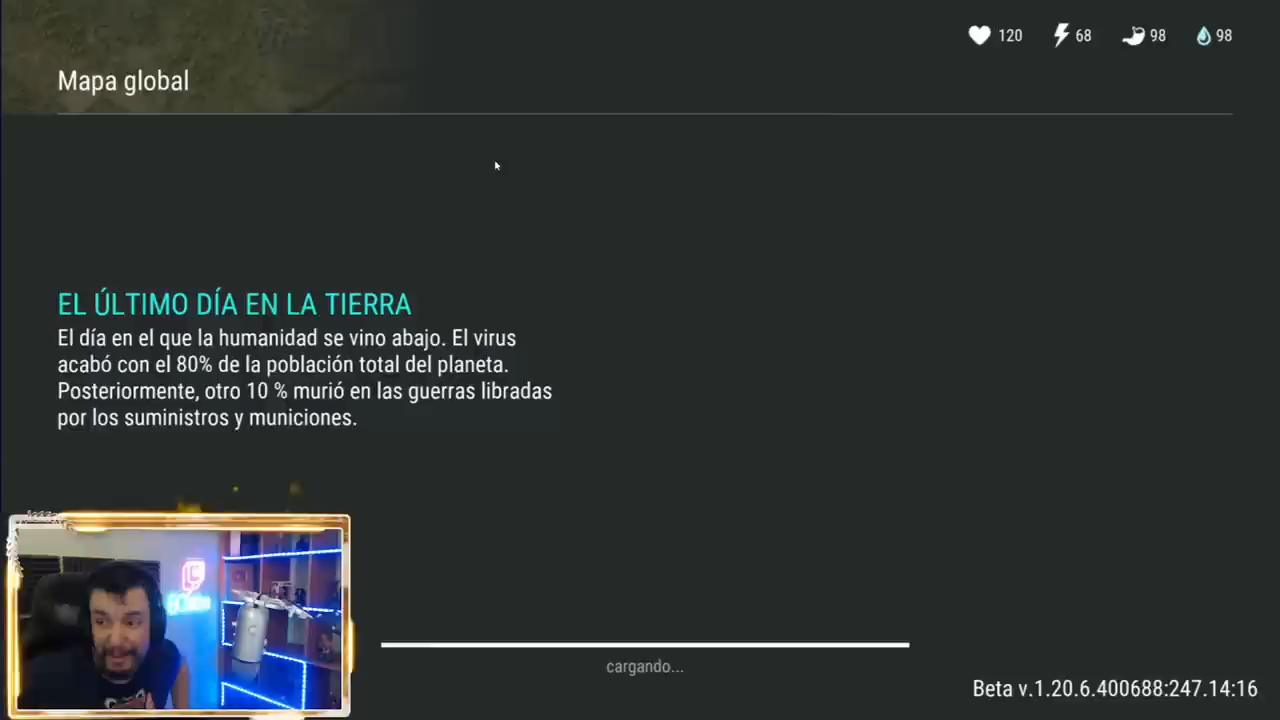 120 68 98 98
Mapa global
EL ÚLTIMO DÍA EN LA TIERRA
El día en el que la humanidad se vino abajo. El virus
acabó con el 80% de la población total del planeta.
Posteriormente, otro 10 % murió en las guerras libradas
por los suministros y municiones.
cargando...
Beta v.1.20.6.400688:247.14:16